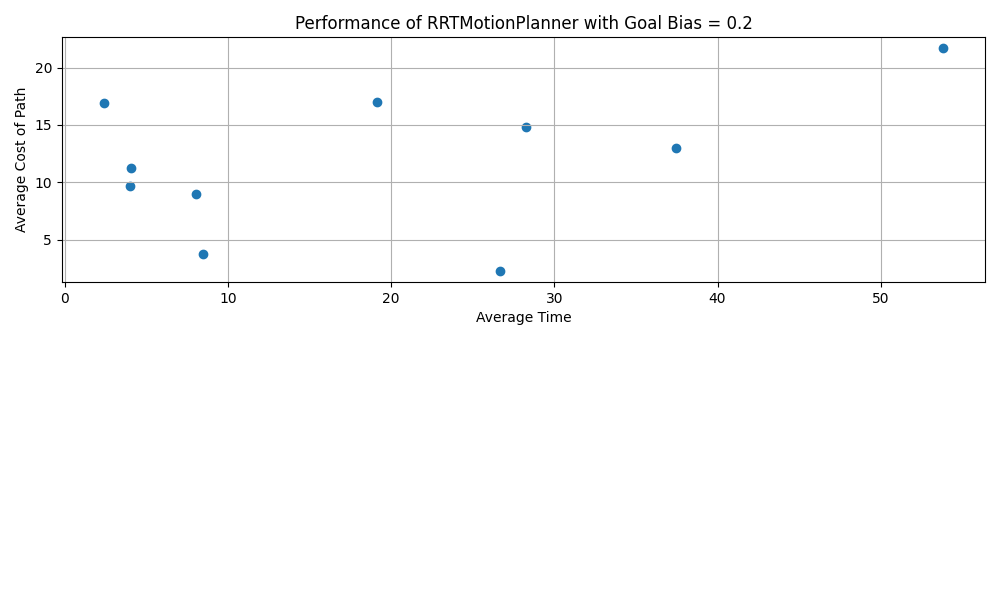 Performance of RRTMotionPlanner with Goal Bias = 0.2
20
15
10
5
Average Cost of Path
0 10 20 30 40 50
Average Time